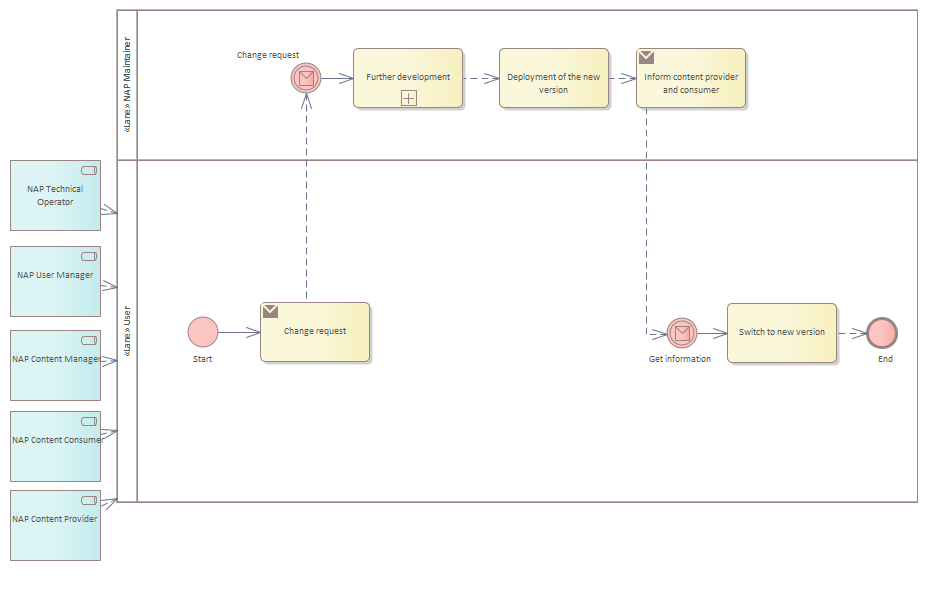 «Lane» NAP Maintainer
Change request
Further development
Deployment of the new
version
Inform content provider
and consumer
NAP Technical
Operator
NAP User Manager
NAP Content Manager
NAP Content Consumer
NAP Content Provider
«Lane» User
Start
Change request
Get information
Switch to new version
End